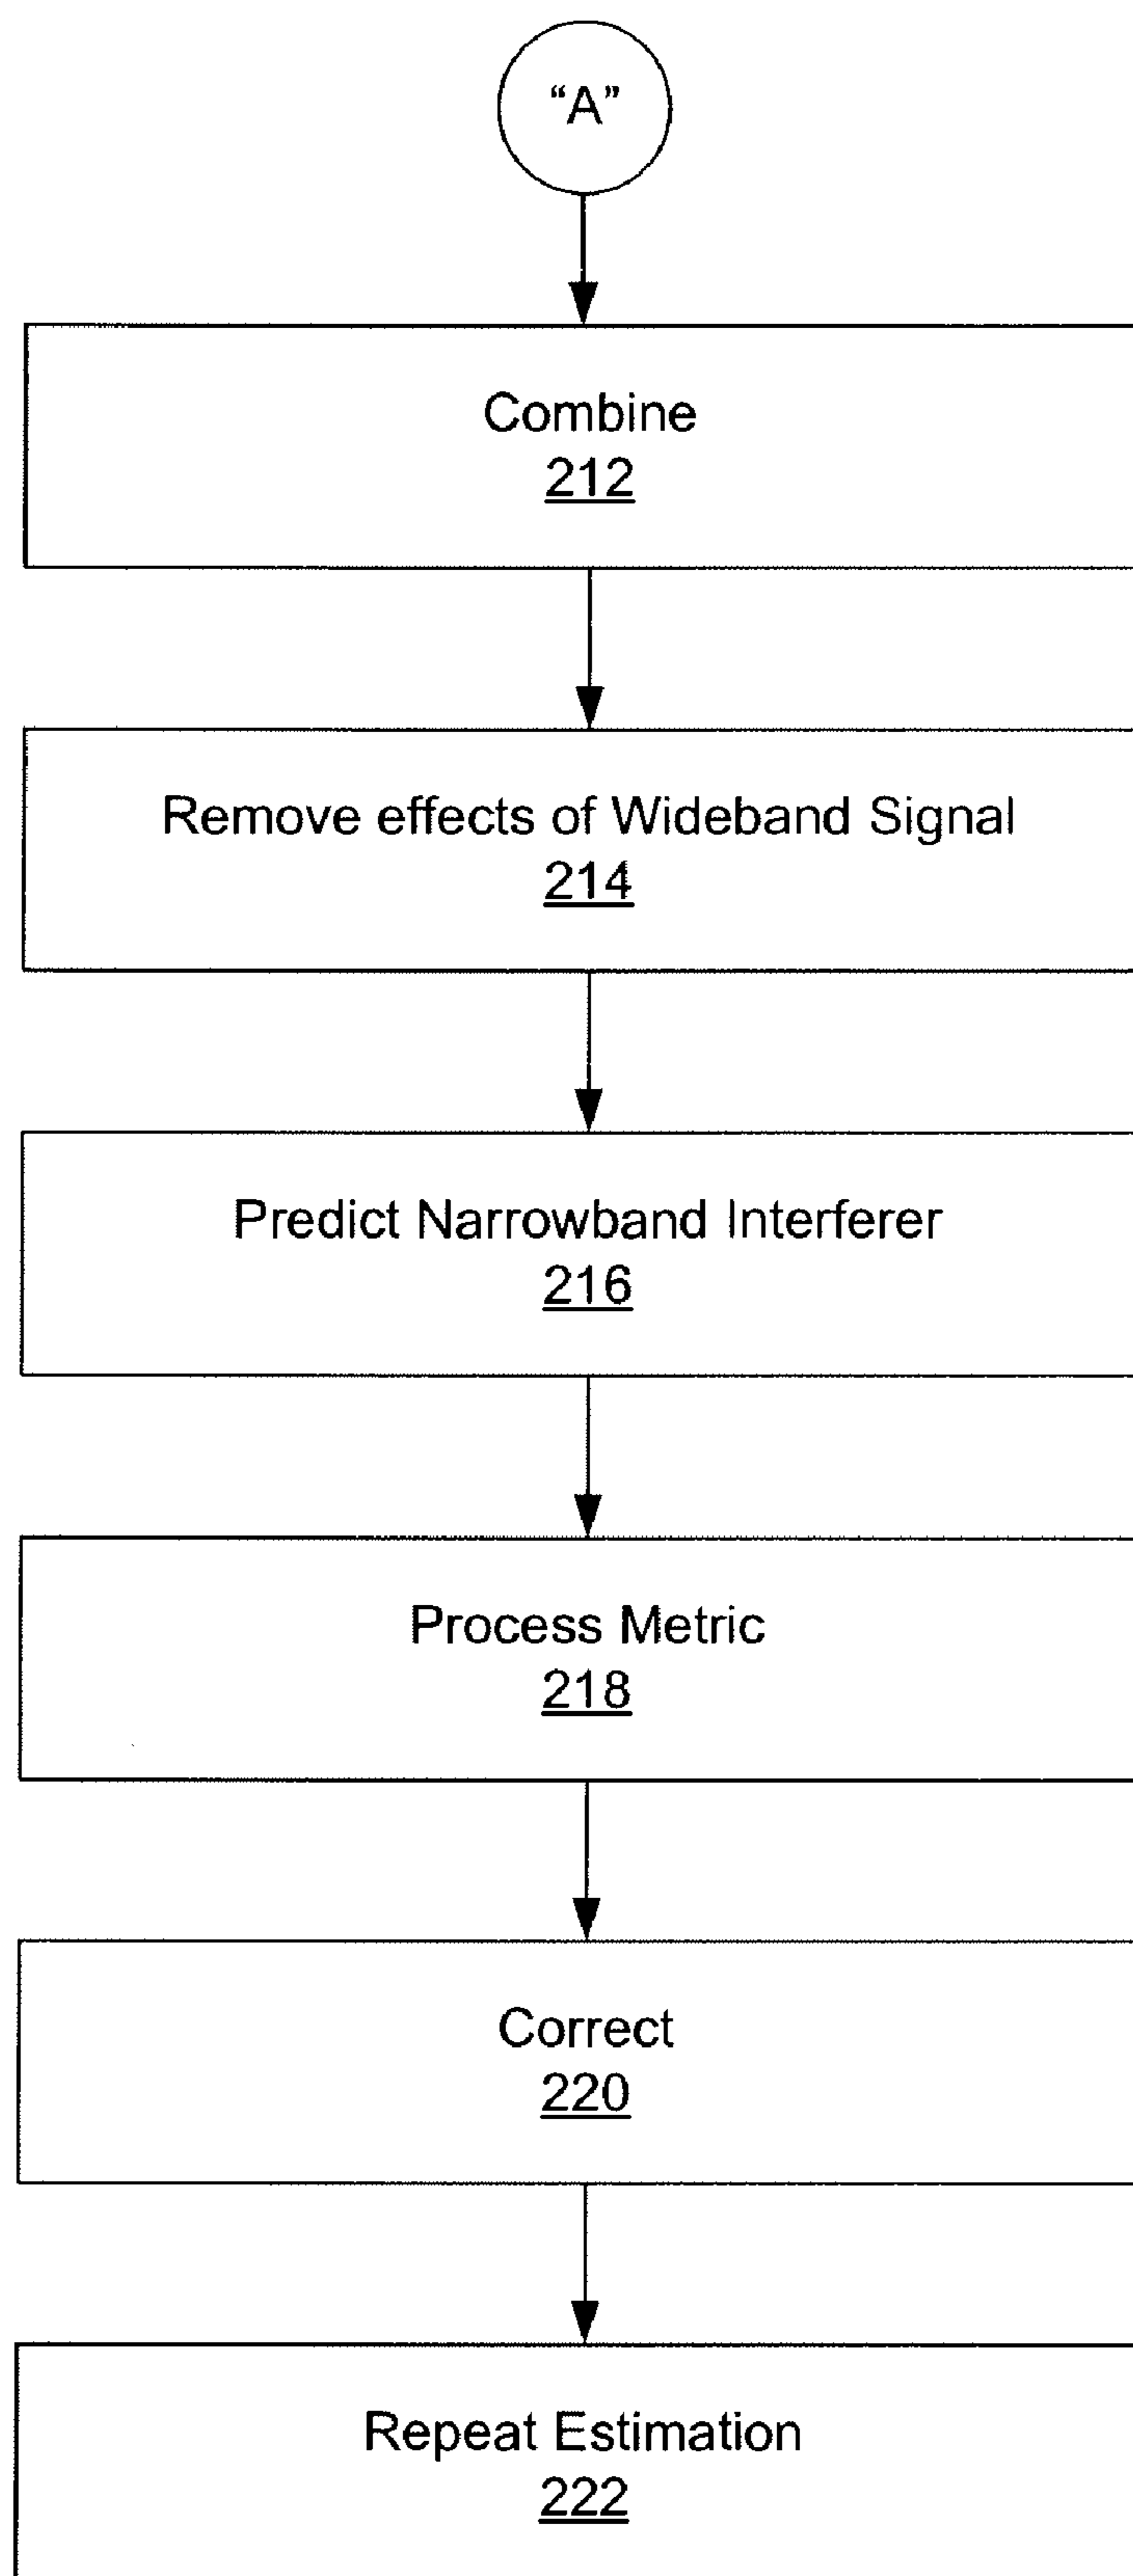 “A”
Combine
212
Remove effects of Wideband Signal
214
Predict Narrowband Interferer
216
Process Metric
218
Correct
220
Repeat Estimation
222